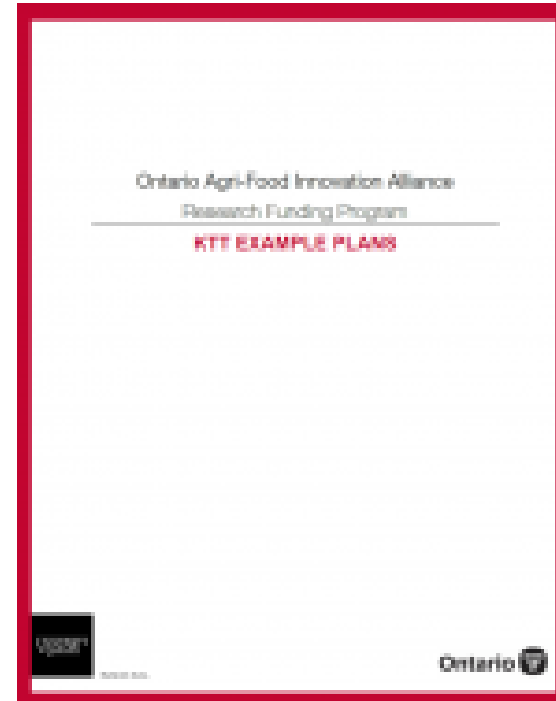 Ontario Agri-Food Innovation Alliance
Research Funding Program
KTT EXAMPLE PLANS
Ontario